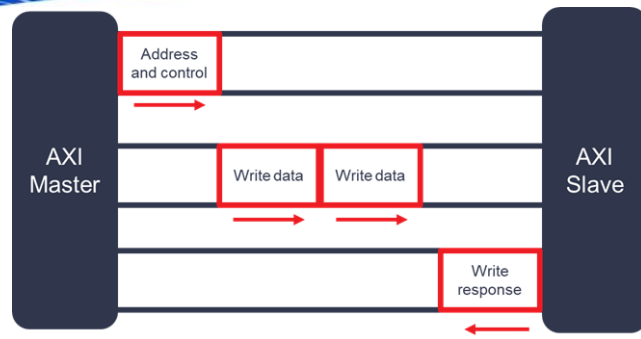 Address
and control
AXI
Master
Write data
Write data
AXI
Slave
Write
response